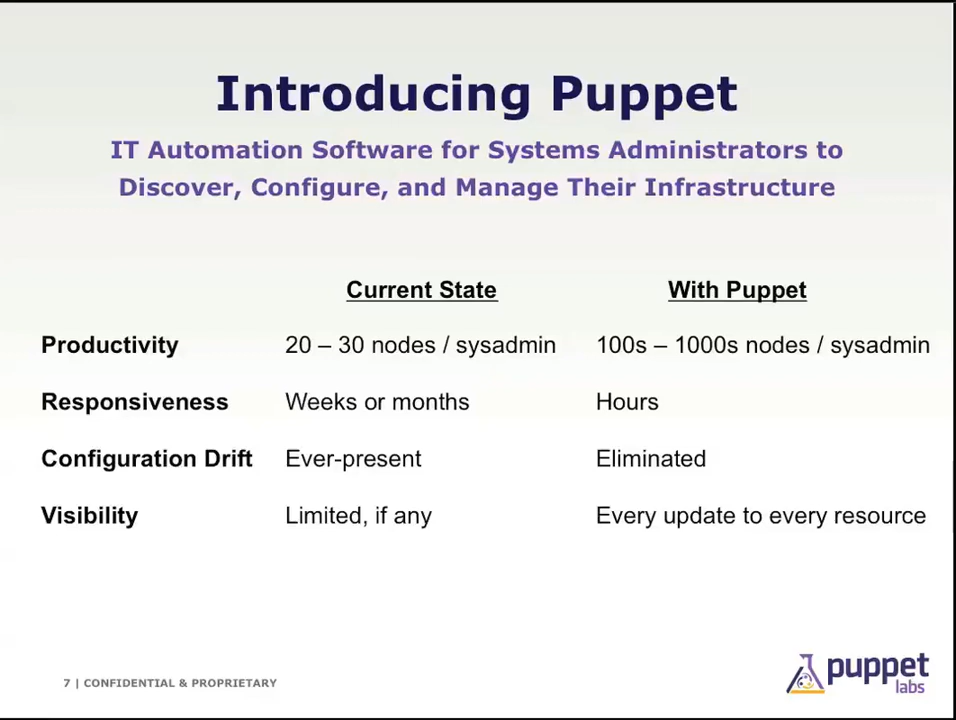 Introducing Puppet
IT Automation Software for Systems Administrators to
Discover, Configure, and Manage Their Infrastructure
Current State With Puppet
Productivity 20 – 30 nodes / sysadmin 100s – 1000s nodes / sysadmin
Responsiveness Weeks or months Hours
Configuration Drift Ever-present Eliminated
Visibility Limited, if any Every update to every resource
7 | CONFIDENTIAL & PROPRIETARY
puppet
labs